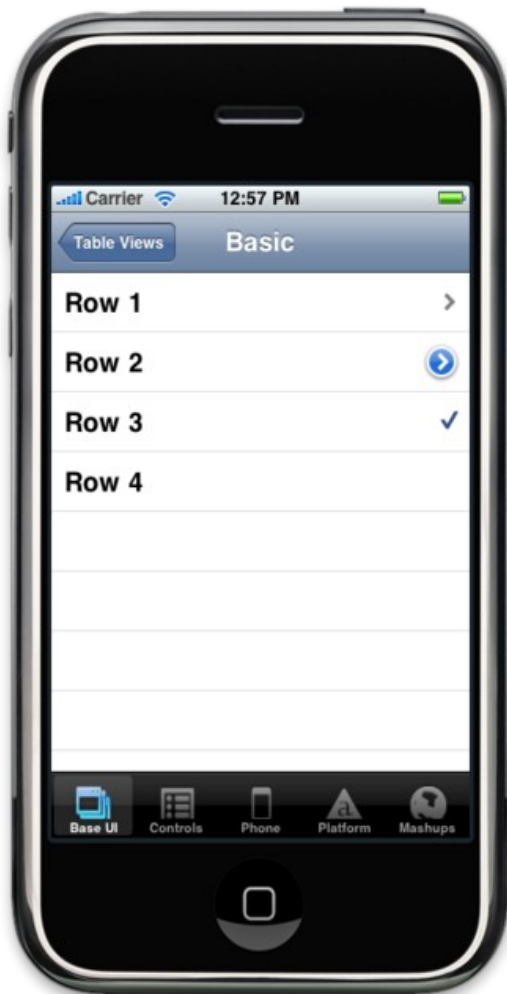 Carrier 12:57 PM
Table Views Basic
Row 1
Row 2
Row 3
Row 4
Base UI Controls Phone Platform Mashups